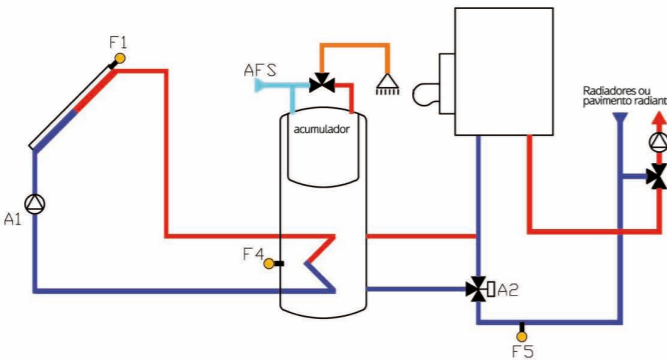 F1
AFS
acumulador
Radiadores ou
pavimento radiant
A1
F4
A2
F5